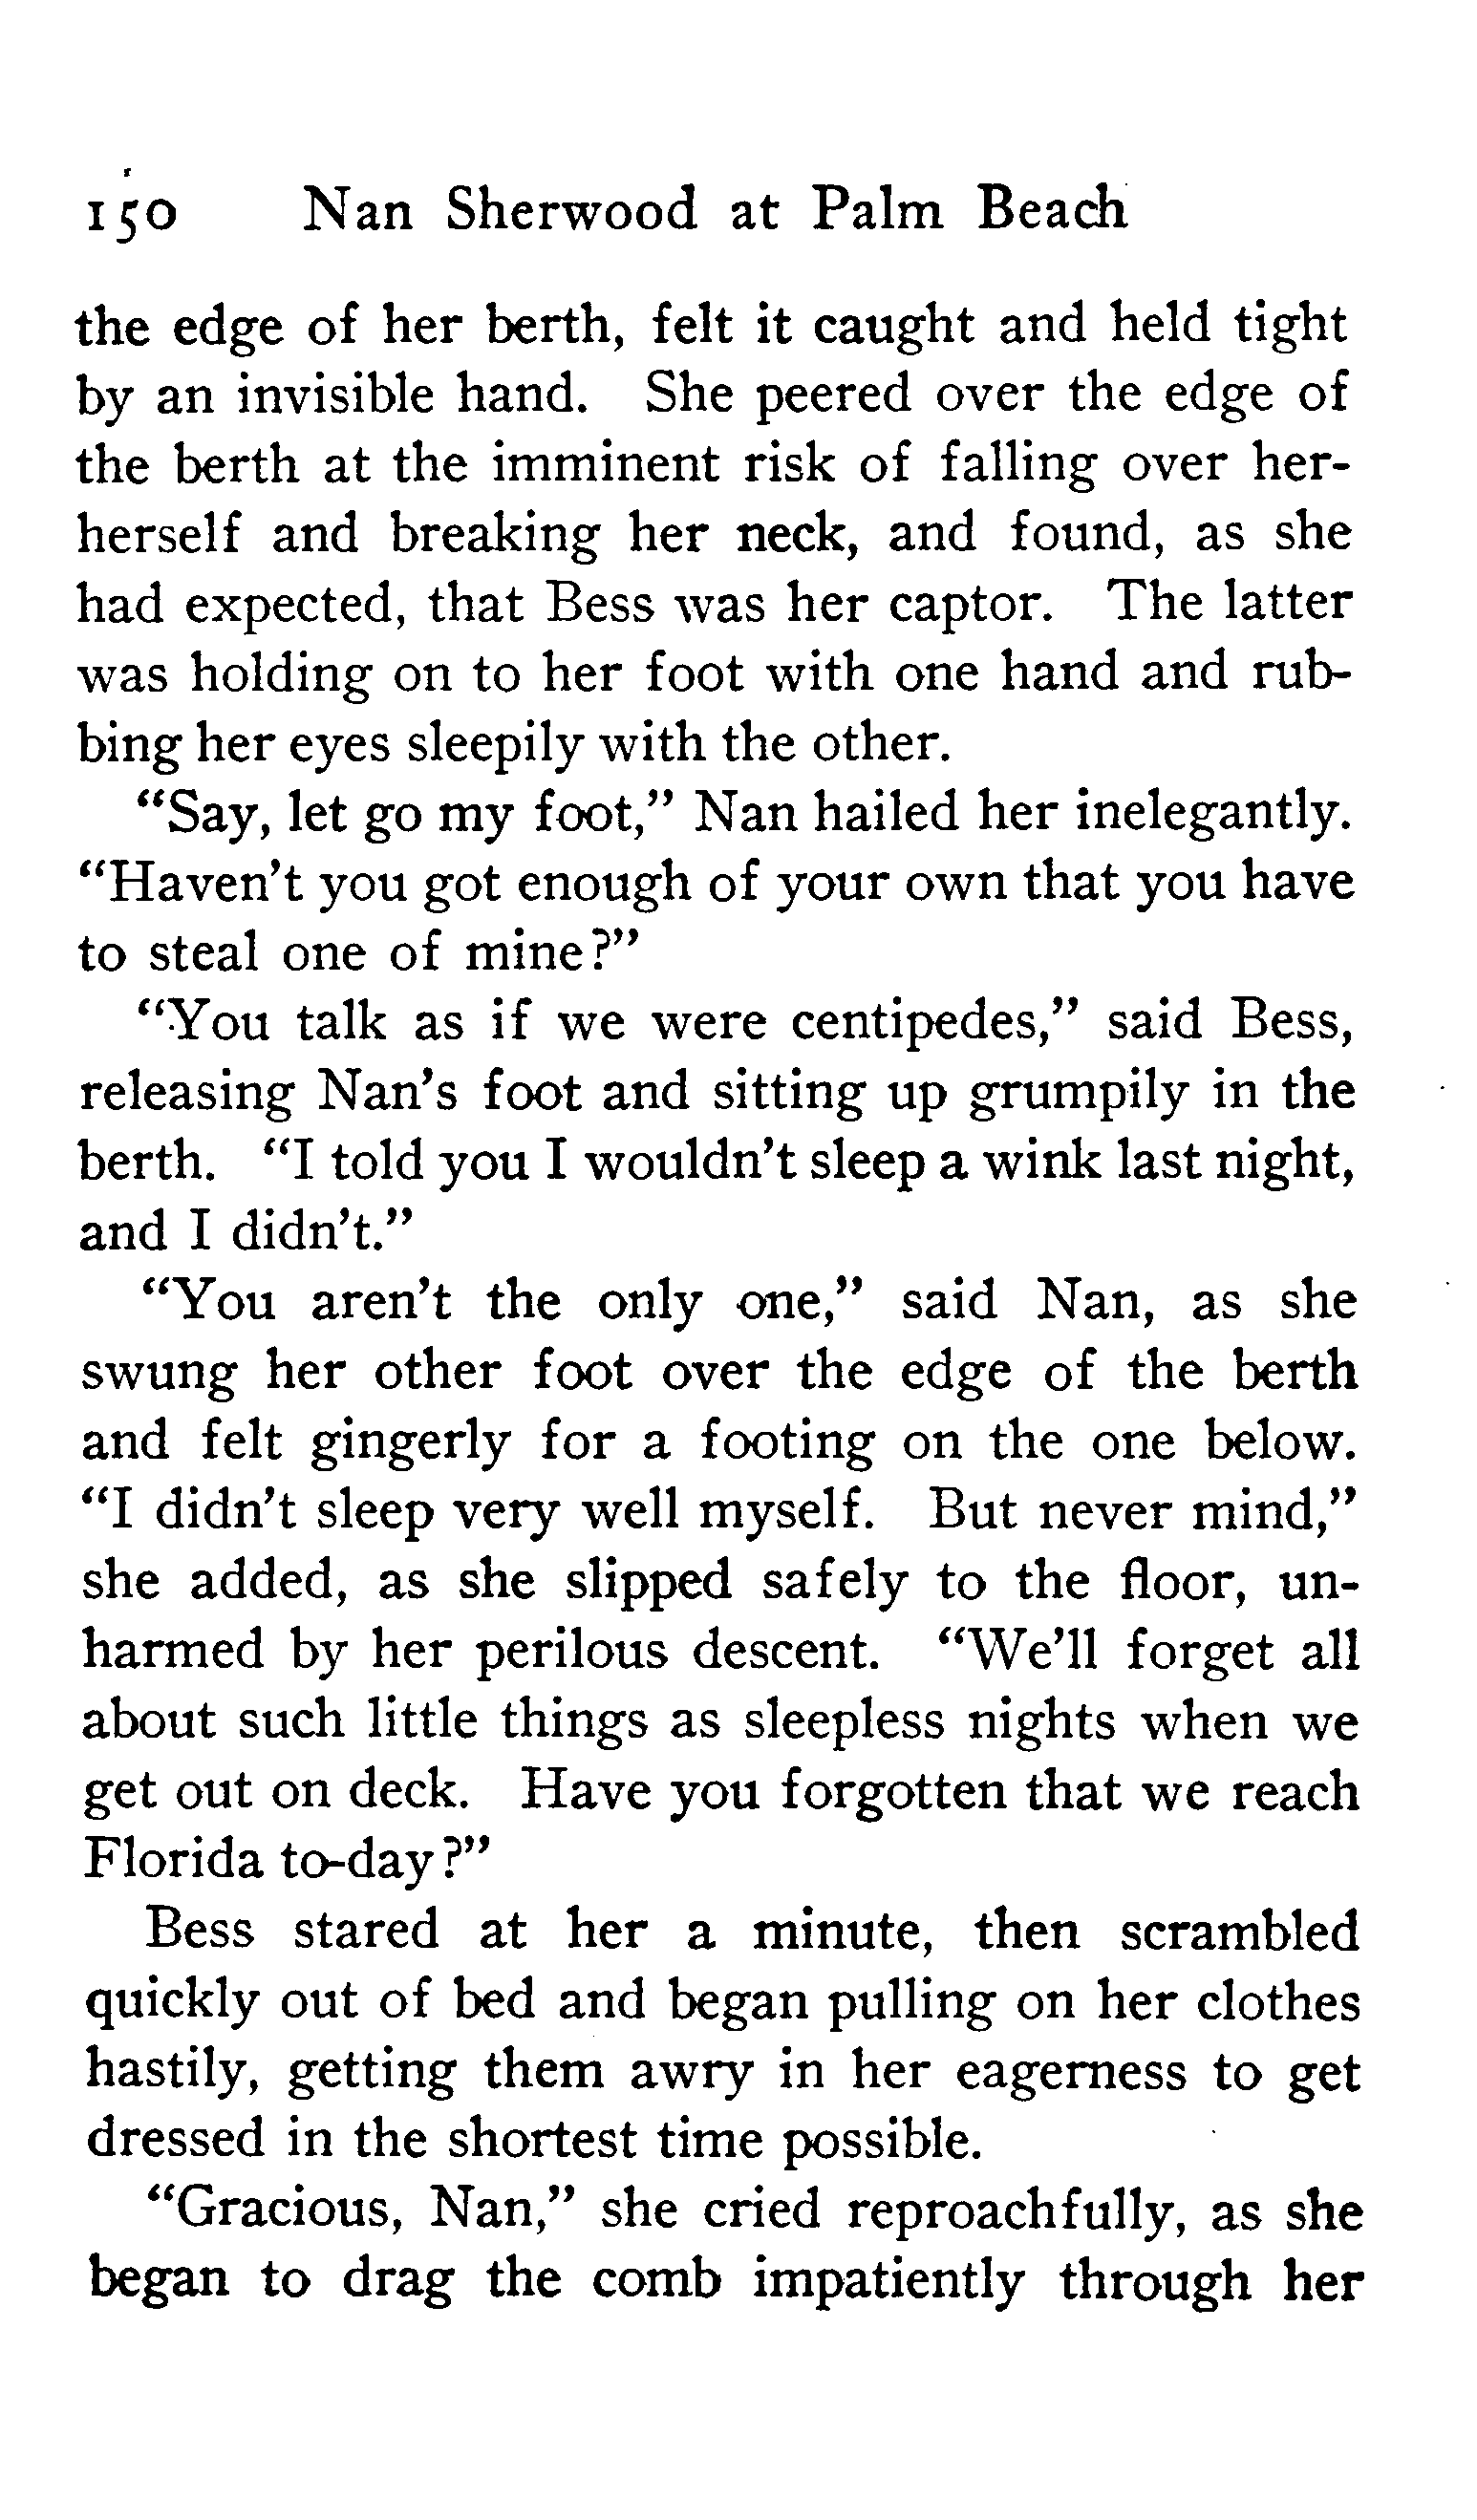 150 Nan Sherwood at Palm Beach
the edge of her berth, felt it caught and held tight
by an invisible hand. She peered over the edge of
the berth at the imminent risk of falling over her-
herself and breaking her neck, and found, as she
had expected, that Bess was her captor. The latter
was holding on to her foot with one hand and rub-
bing her eyes sleepily with the other.
"Say, let go my foot," Nan hailed her inelegantly.
"Haven't you got enough of your own that you have
to steal one of mine?"
"You talk as if we were centipedes," said Bess,
releasing Nan's foot and sitting up grumpily in the
berth. "I told you I wouldn't sleep a wink last night,
and I didn't."
"You aren't the only one," said Nan, as she
swung her other foot over the edge of the berth
and felt gingerly for a footing on the one below.
"I didn't sleep very well myself. But never mind,"
she added, as she slipped safely to the floor, un-
harmed by her perilous descent. "We'll forget all
about such little things as sleepless nights when we
get out on deck. Have you forgotten that we reach
Florida to-day?"
Bess stared at her a minute, then scrambled
quickly out of bed and began pulling on her clothes
hastily, getting them awry in her eagerness to get
dressed in the shortest time possible.
"Gracious, Nan," she cried reproachfully, as she
began to drag the comb impatiently through her